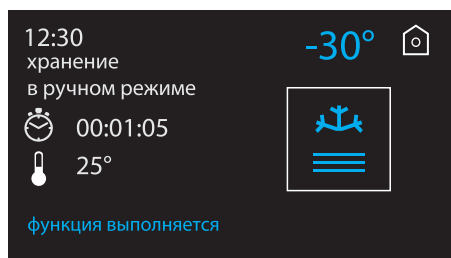 12:30
-30°
хранение
в ручном режиме
00:01:05
25°
функция выполняется